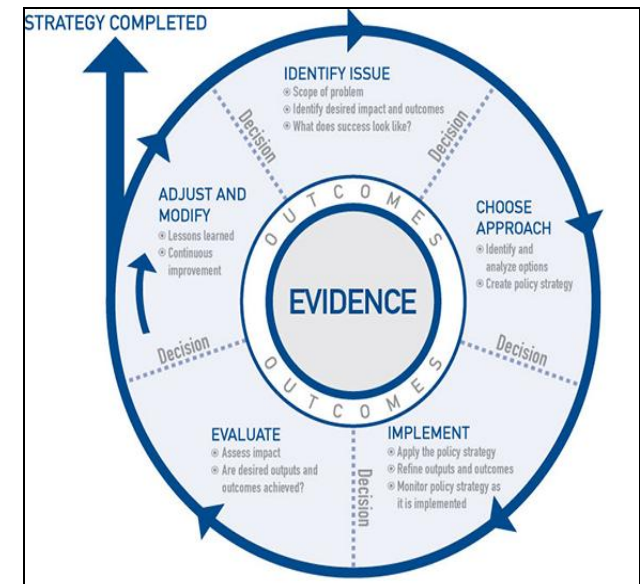 STRATEGY COMPLETED
IDENTIFY ISSUE
Scope of problem
Identify desired impact and outcomes
What does success look like?
Decision
Decision
ADJUST AND
MODIFY
Lessons learned
Continuous
improvement
CHOOSE
APPROACH
Identify and
analyze options
Create policy strategy
OUTCOMES
EVIDENCE
OUTCOMES
Decision
Decision
EVALUATE
Assess impact
Are desired outputs and
outcomes achieved?
Decision
IMPLEMENT
Apply the policy strategy
Refine outputs and outcomes
Monitor policy strategy as
it is implemented